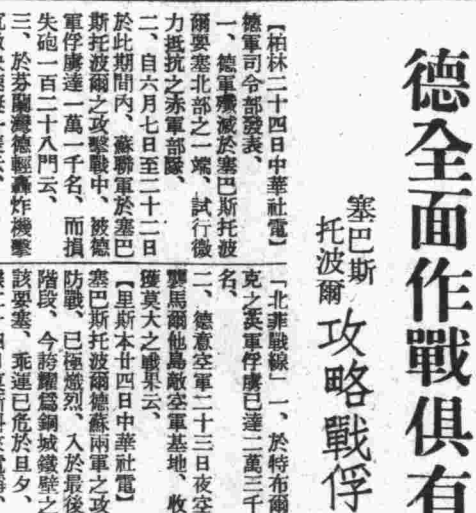 德全面作戰俱有
塞巴斯
托波爾
攻略戰俘
【柏林二十四日中華社電】
德軍司令部發表、
一、德軍殲滅於塞巴斯托波
爾要塞北部之一端、試行微
力抵抗之赤軍部隊、
二、自六月七日至二十二日
於此期間內、蘇聯軍於塞巴
斯托波爾之攻擊戰中、被德
軍俘虜達一萬一千名、而損
失砲一百二十八門云、
三、於芬蘭灣德輕轟炸機擊
「北菲戰線」一、於特布爾
克之英軍俘虜已達二萬三千
名、
二、德意空軍二十三日夜空
襲馬爾他島敵空軍基地、收
獲莫大之戰果云、
【里斯本廿四日中華社電】
塞巴斯托波爾德蘇兩軍之攻
防戰、已極熾烈、入於最後
階段、今誇耀爲鋼城鐵壁之
該要塞、乖運已危於旦夕、